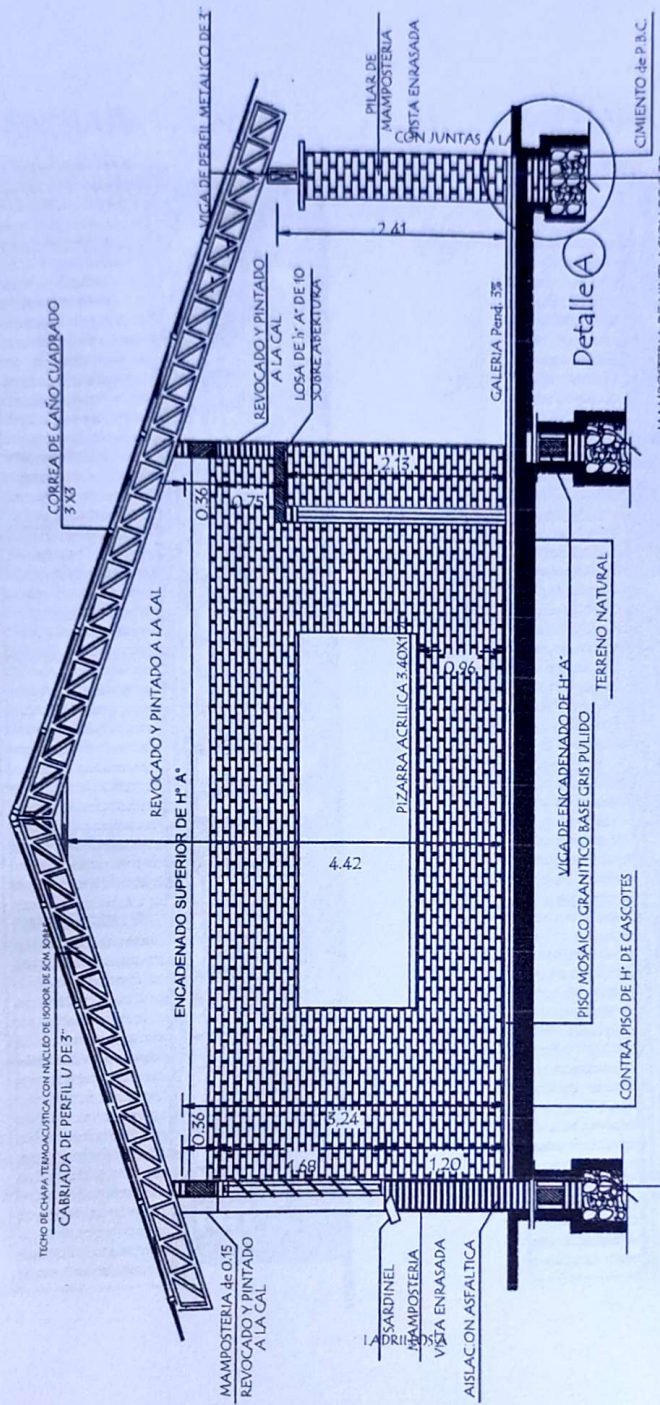 TECHO DE CHAPA TERMOACUSTICA CON NUCLEO DE ISOPOR DE 5CM SOBRE
CABRIADA DE PERFIL U DE 3"
CORREA DE CAÑO CUADRADO
3 X3
VIGA DE PERFIL METALICO DE 3"
REVOCADO Y PINTADO A LA CAL
ENCADENADO SUPERIOR DE H° A°
REVOCADO Y PINTADO
A LA CAL
LOSA DE h° A° DE 10
SOBRE ABERTURA
PILAR DE
MAMPOSTERIA
VISTA ENRASADA
CON JUNTAS A LA
MAMPOSTERIA de 0.15
REVOCADO Y PINTADO
A LA CAL
SARDINEL
MAMPOSTERIA
VISTA ENRASADA
AISLACION ASFALTICA
0.36
1.68
1.20
3.24
4.42
PIZARRA ACRILICA 3.40X1
0.96
0.36
0.75
2.13
2.41
GALERIA Pend. 3%
Detalle A
CIMIENTO de P.B.C.
VIGA DE ENCADENADO DE H° A°
PISO MOSAICO GRANITICO BASE GRIS PULIDO
TERRENO NATURAL
CONTRA PISO DE H° DE CASCOTES